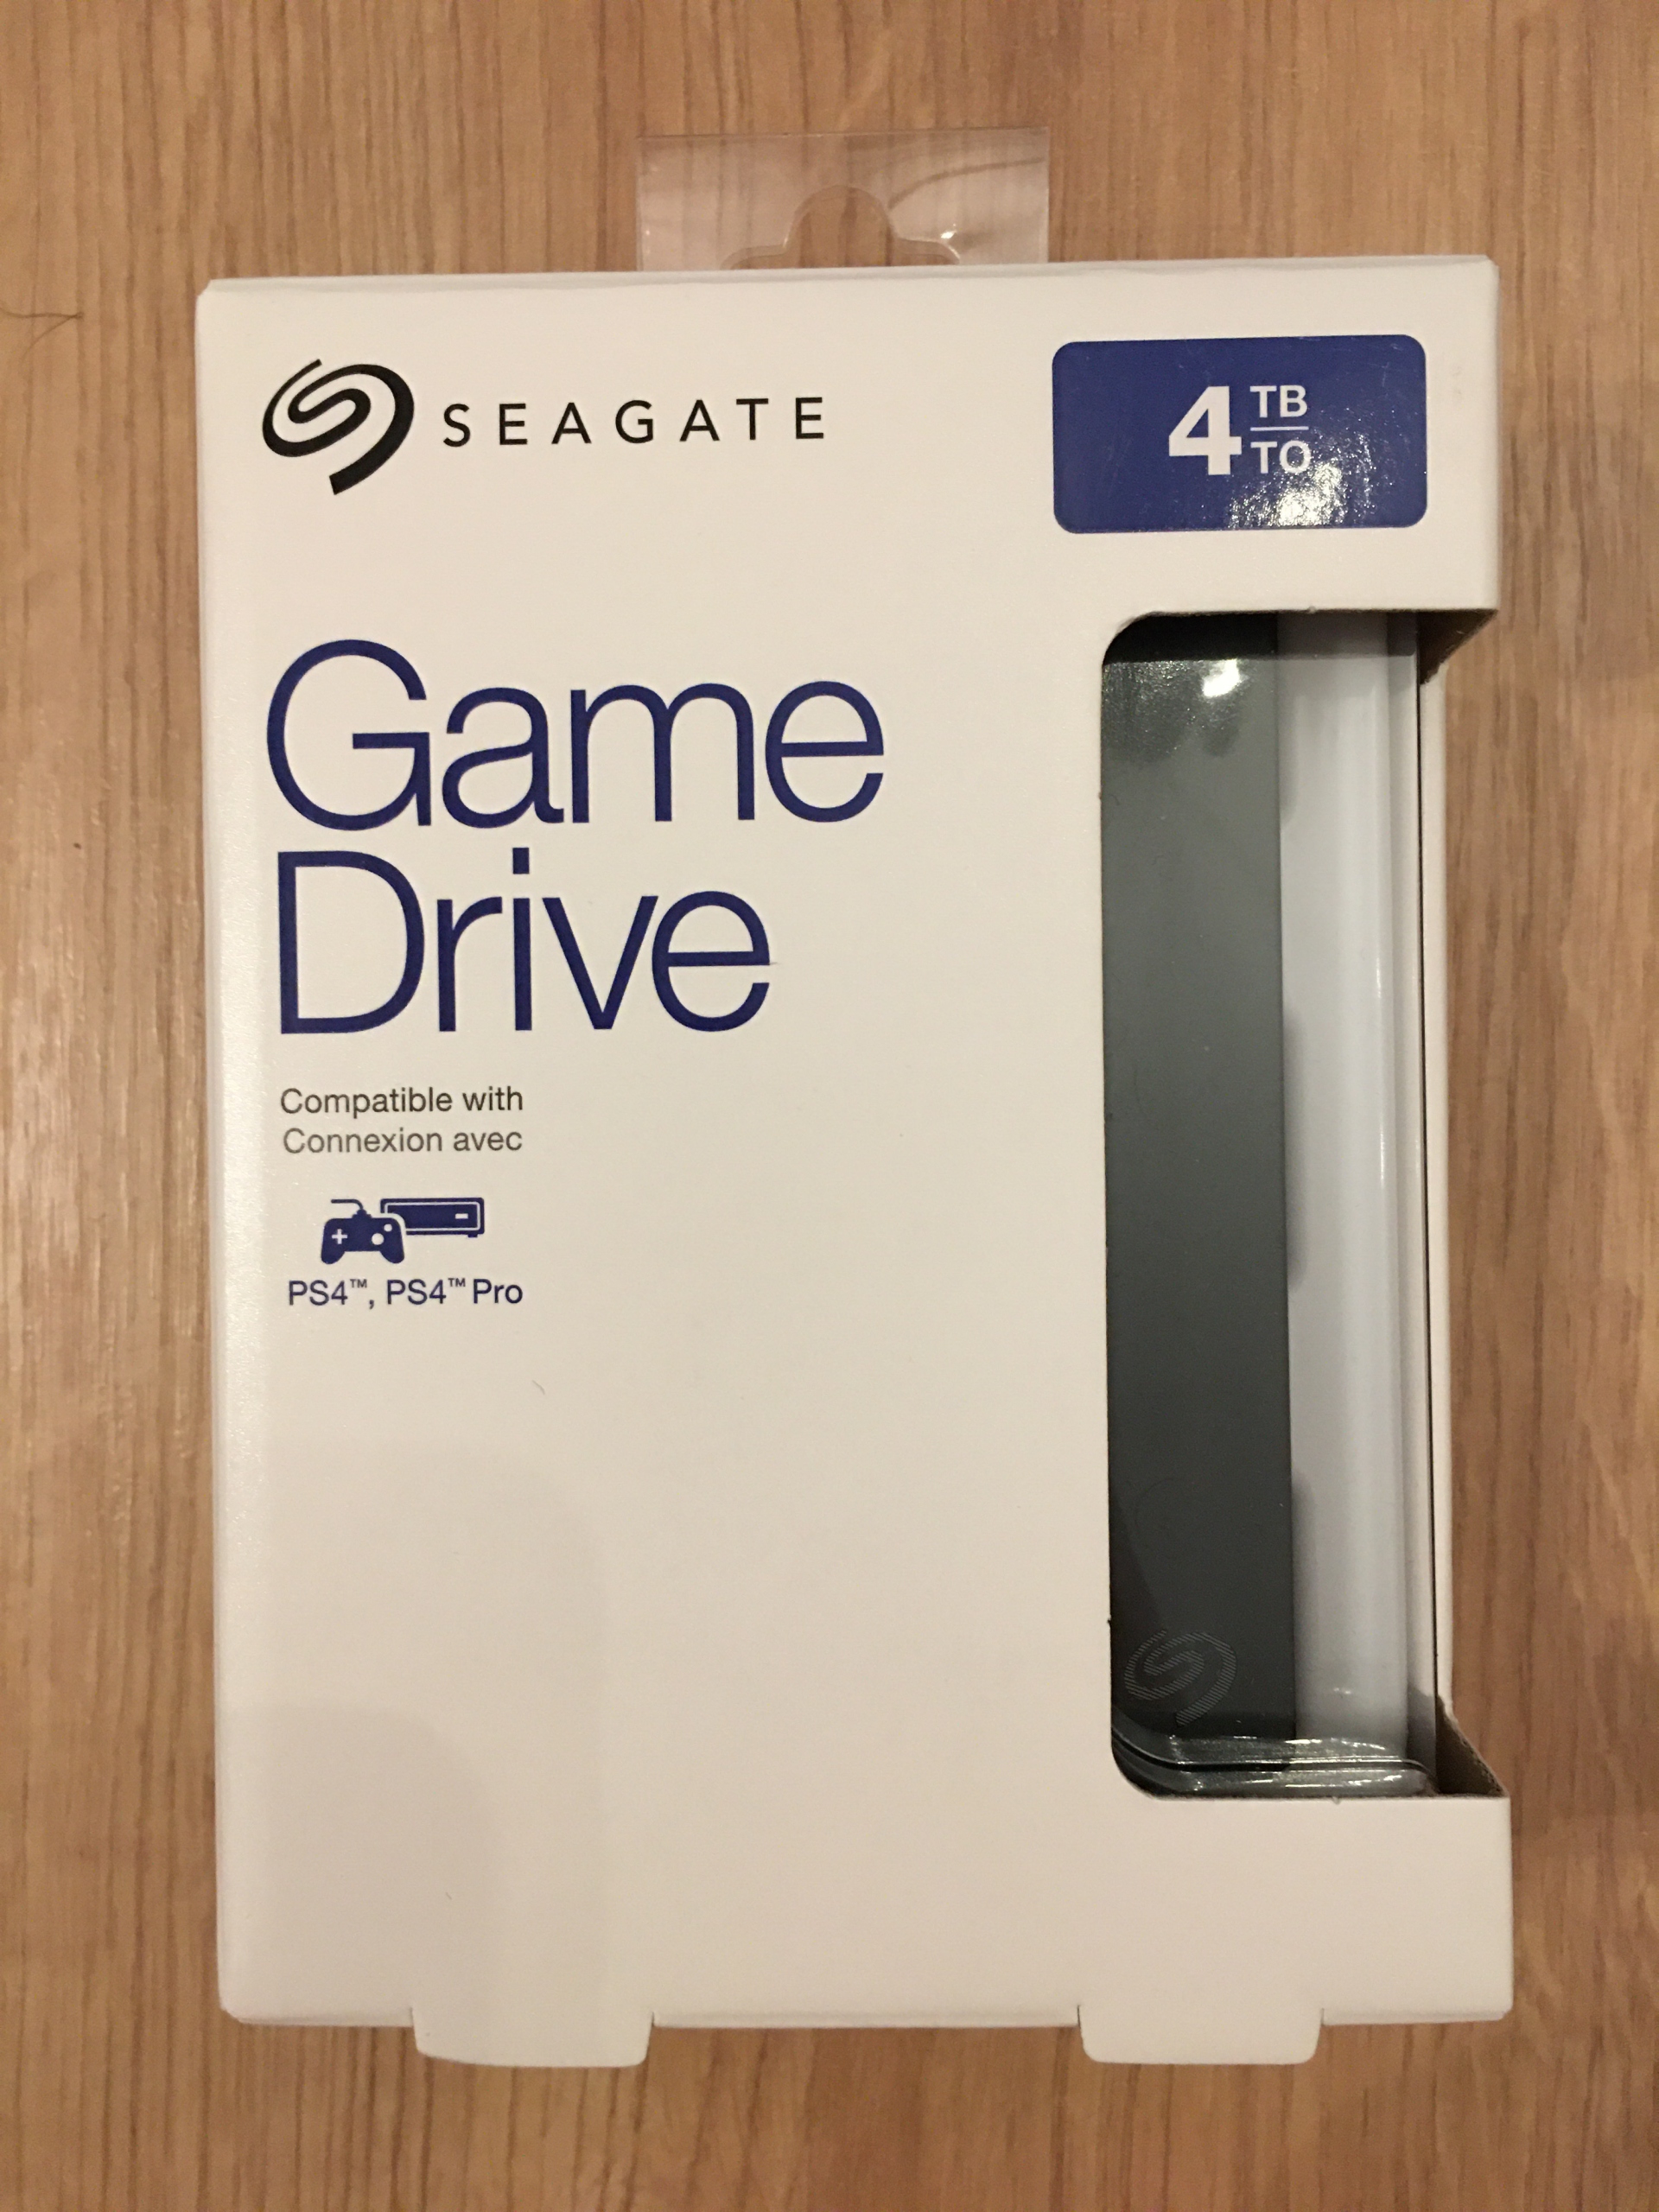 SEAGATE
4 TB
TO
Game
Drive
Compatible with
Connexion avec
PS4™, PS4™ Pro